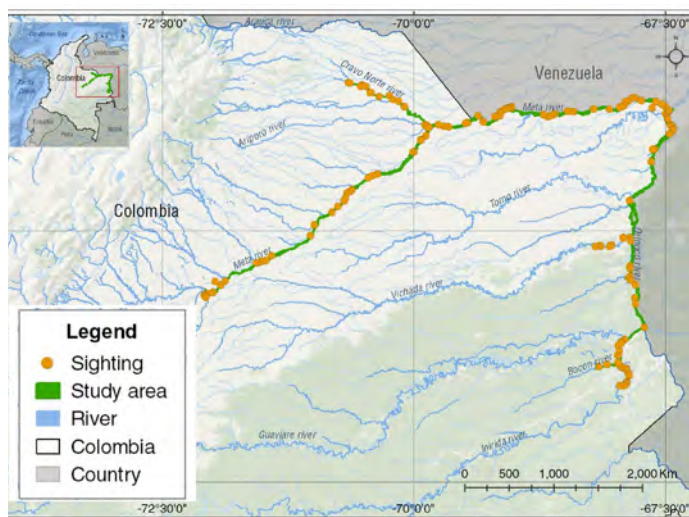 -72°30'0"
-70°0'0"
-67°30'0"
Colombia
Venezuela
Arauca river
Cravo Norte river
Meta river
Ariporo river
Colombia
Tomo river
Meta river
Vichada river
Orinoco river
Bocon river
Guaviare river
Inirida river
Legend
Sighting
Study area
River
Colombia
Country
0 500 1,000 2,000 Km
-72°30'0"
-70°0'0"
-67°30'0"
N